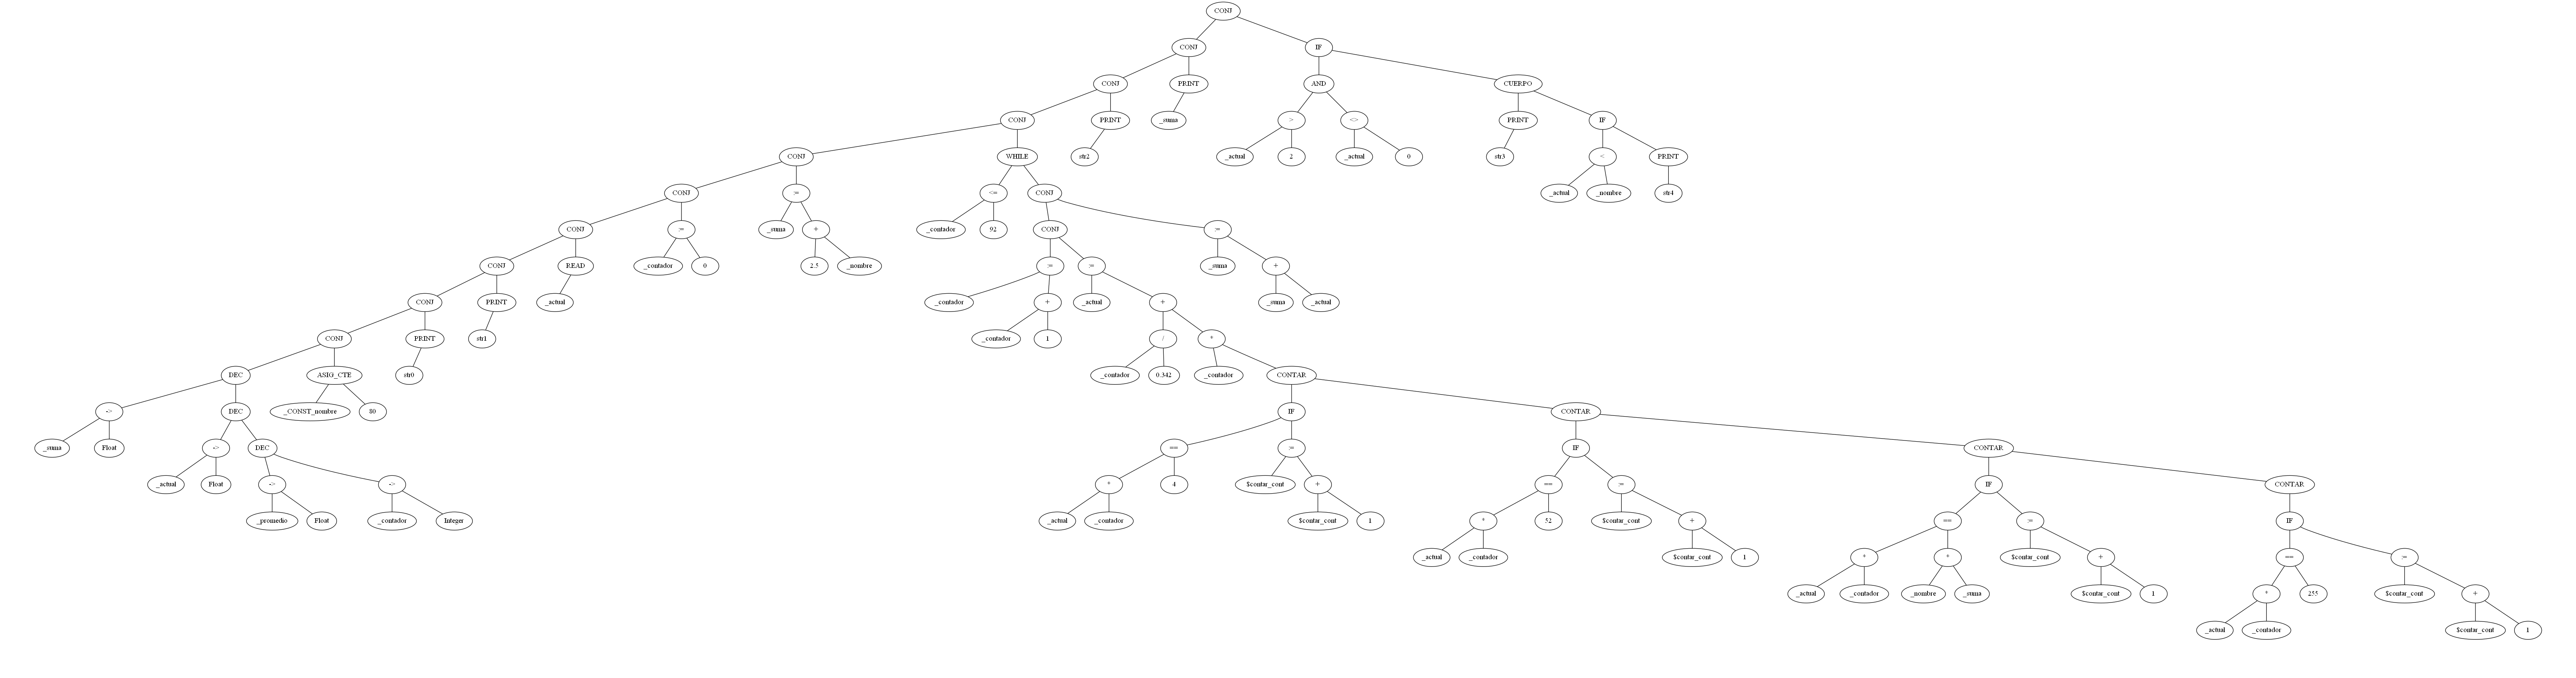 CONJ
CONJ IF
CONJ PRINT AND CUERPO
CONJ PRINT _suma > <> PRINT IF
CONJ WHILE str2 _actual 2 _actual 0 str3 < PRINT
CONJ := <= CONJ _actual _nombre str4
CONJ := _suma + _contador 92 CONJ :=
CONJ READ _contador 0 2.5 _nombre := := _suma +
CONJ PRINT _actual _contador + _actual + _suma _actual
CONJ PRINT str1 _contador 1 / *
DEC ASIG_CTE str0 _contador 0.342 _contador CONTAR
-> DEC _CONST_nombre 80 IF CONTAR
_suma Float -> DEC == := IF CONTAR
_actual Float -> -> * 4 $contar_cont + == := IF CONTAR
_promedio Float _contador Integer _actual _contador $contar_cont 1 * 52 $contar_cont + == := IF
_actual _contador $contar_cont 1 * * $contar_cont + == :=
_actual _contador _nombre _suma $contar_cont 1 * 255 $contar_cont +
_actual _contador $contar_cont 1